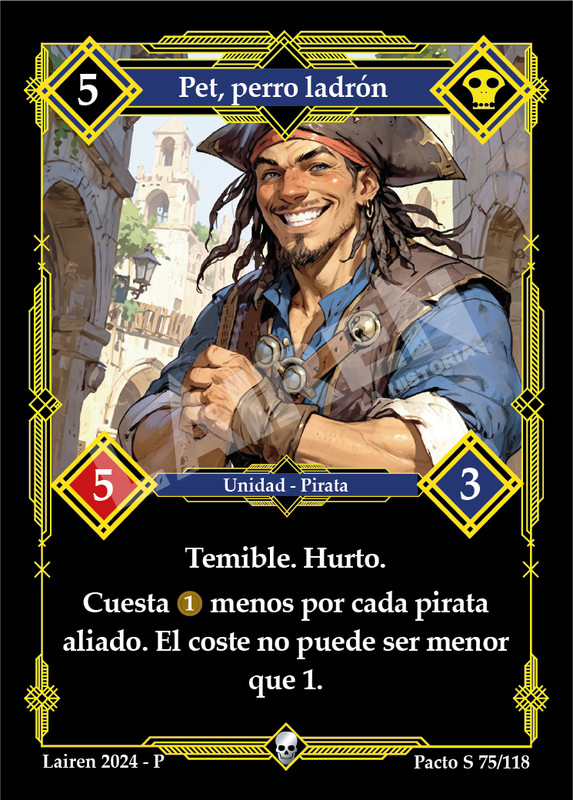 5
Pet, perro ladrón
5
Unidad - Pirata
3
Temible. Hurto.
Cuesta 1 menos por cada pirata
aliado. El coste no puede ser menor
que 1.
Lairen 2024 - P
Pacto S 75/118